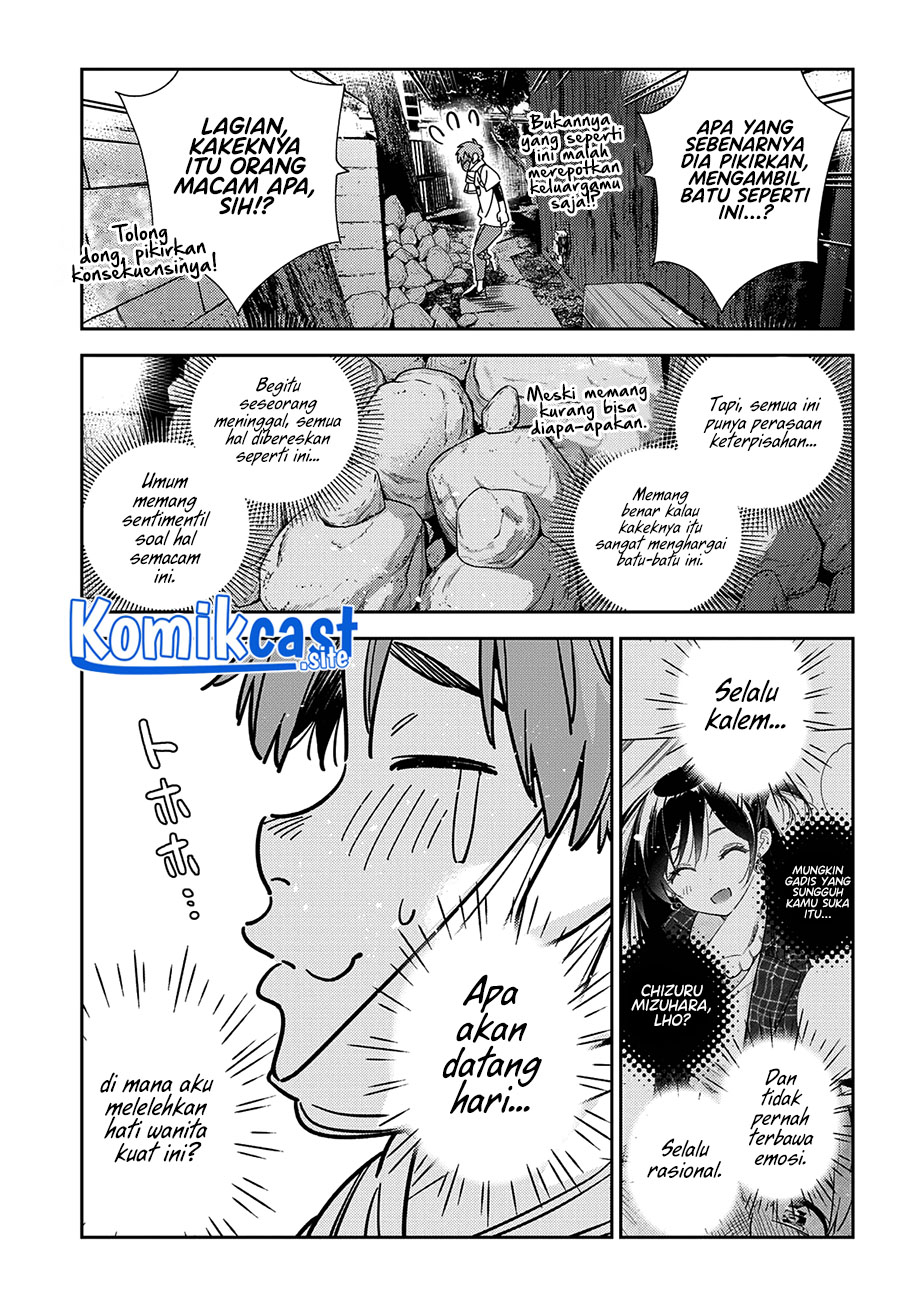 APA YANG
SEBENARNYA
DIA PIKIRKAN,
MENGAMBIL
BATU SEPERTI
INI...?
Bukannya
yang seperti
ini malah
merepotkan
keluargamu
saja!?
LAGIAN,
KAKEKNYA
ITU ORANG
MACAM APA,
SIH!?
Tolong
dong, pikirkan
konsekuensinya!
Tapi, semua ini
punya perasaan
keterpisahan...
Memang
benar kalau
kakeknya itu
sangat menghargai
batu-batu ini.
Meski memang
kurang bisa
diapa-apakan.
Begitu
seseorang
meninggal, semua
hal dibereskan
seperti ini...
Umum
memang
sentimentil
soal hal
semacam
ini.
Komikcast
.site
Selalu
kalem...
MUNGKIN
GADIS YANG
SUNGGUH
KAMU SUKA
ITU...
CHIZURU
MIZUHARA,
LHO?
Dan
tidak
pernah
terbawa
emosi.
Selalu
rasional.
トホホ…
Apa
akan
datang
hari...
di mana aku
melelehkan
hati wanita
kuat ini?